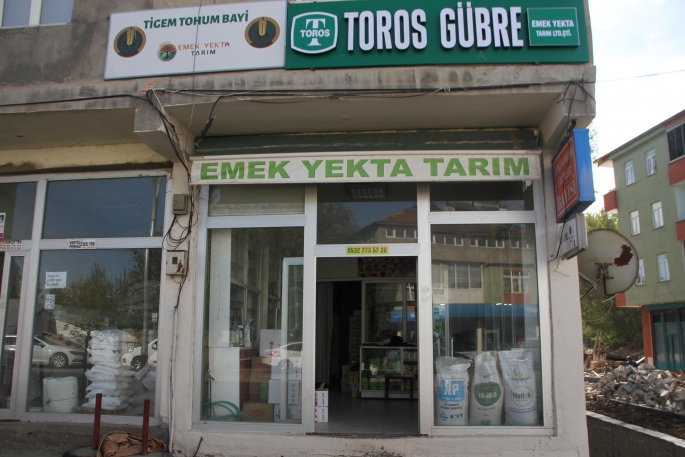 TİGEM TOHUM BAYİ
EMEK YEKTA
TARIM
TOROS
TOROS GÜBRE
EMEK YEKTA
TARIM LTD.ŞTİ.
EMEK YEKTA TARIM
0532 773 57 26
NP